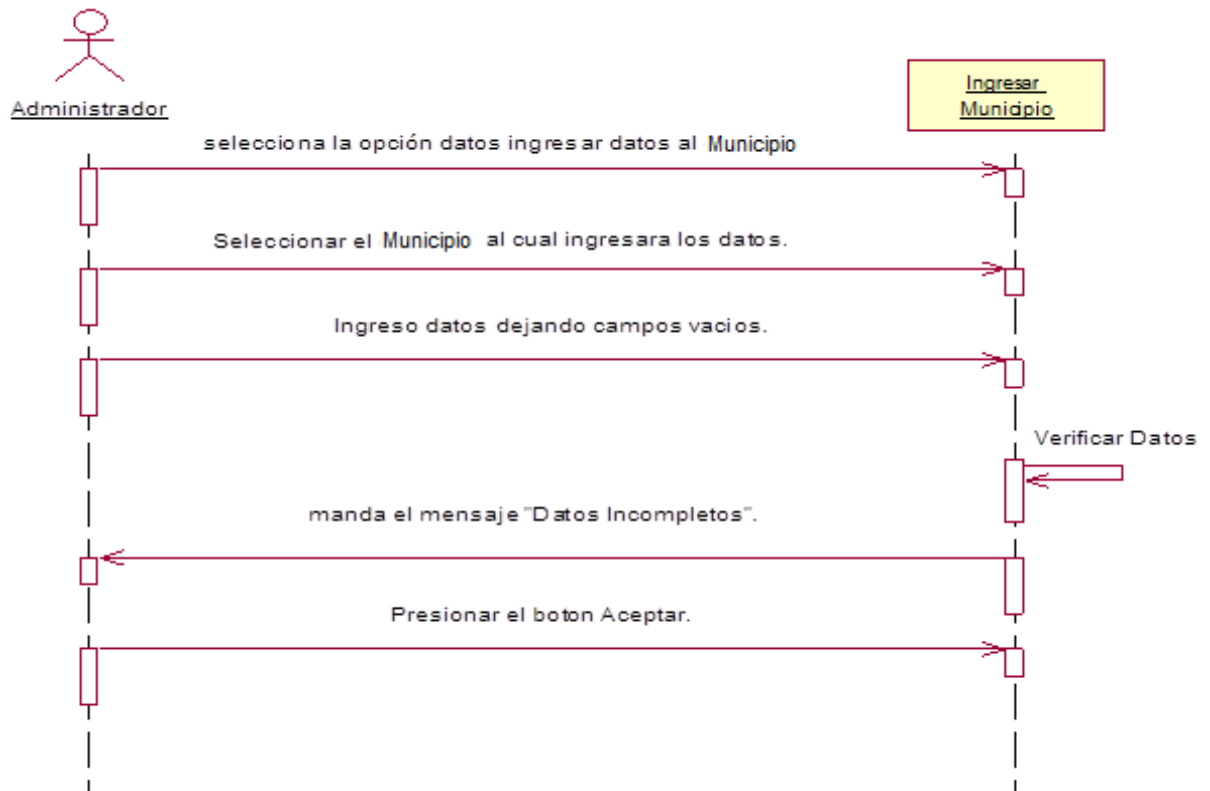 Administrador
Ingresar
Municipio
selecciona la opción datos ingresar datos al Municipio
Seleccionar el Municipio al cual ingresara los datos.
Ingreso datos dejando campos vacios.
Verificar Datos
manda el mensaje "Datos Incompletos".
Presionar el boton Aceptar.